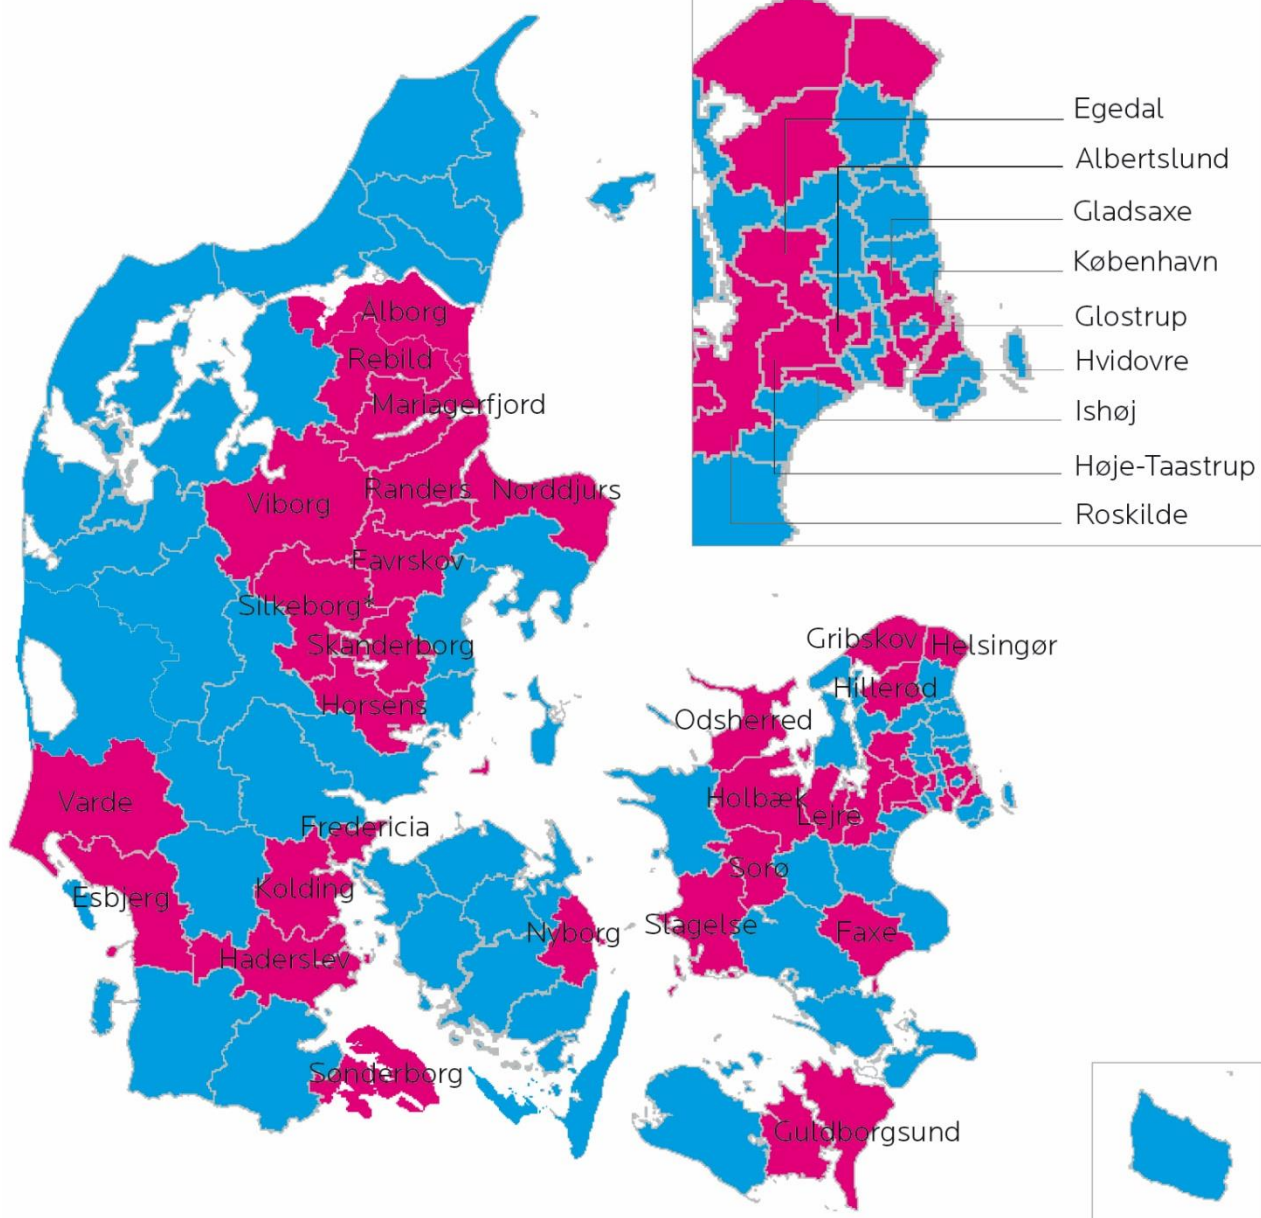 Egedal
Albertslund
Gladsaxe
København
Glostrup
Hvidovre
Ishøj
Høje-Taastrup
Roskilde
Alborg
Rebild
Mariagerfjord
Viborg
Randers
Norddjurs
Favrskov
Silkeborg*
Skanderborg
Horsens
Gribskov
Helsingør
Hillerød
Odsherred
Holbæk
Lejre
Varde
Fredericia
Kolding
Esbjerg
Haderslev
Nyborg
Sorø
Slagelse
Faxe
Sønderborg
Guldborgsund